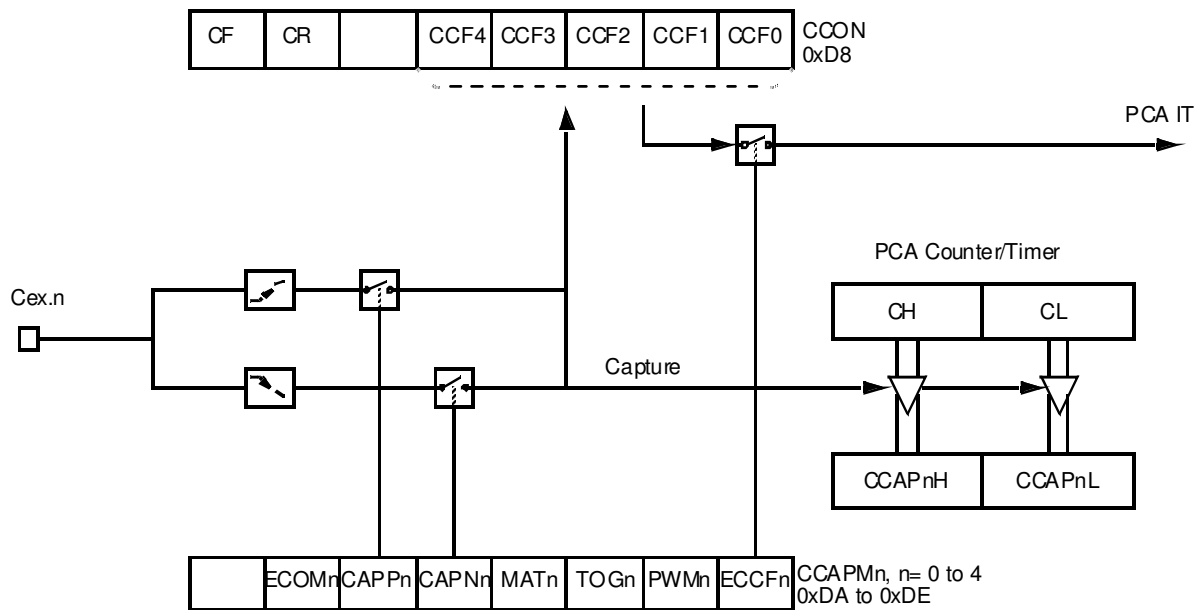 CF CR CCF4 CCF3 CCF2 CCF1 CCF0 CCON
0xD8
PCA IT
PCA Counter/Timer
Cex.n
CH CL
Capture
CCAPnH CCAPnL
ECOMn CAPPn CAPNn MATn TOGn PWMn ECCFn CCAPMn, n= 0 to 4
0xDA to 0xDE